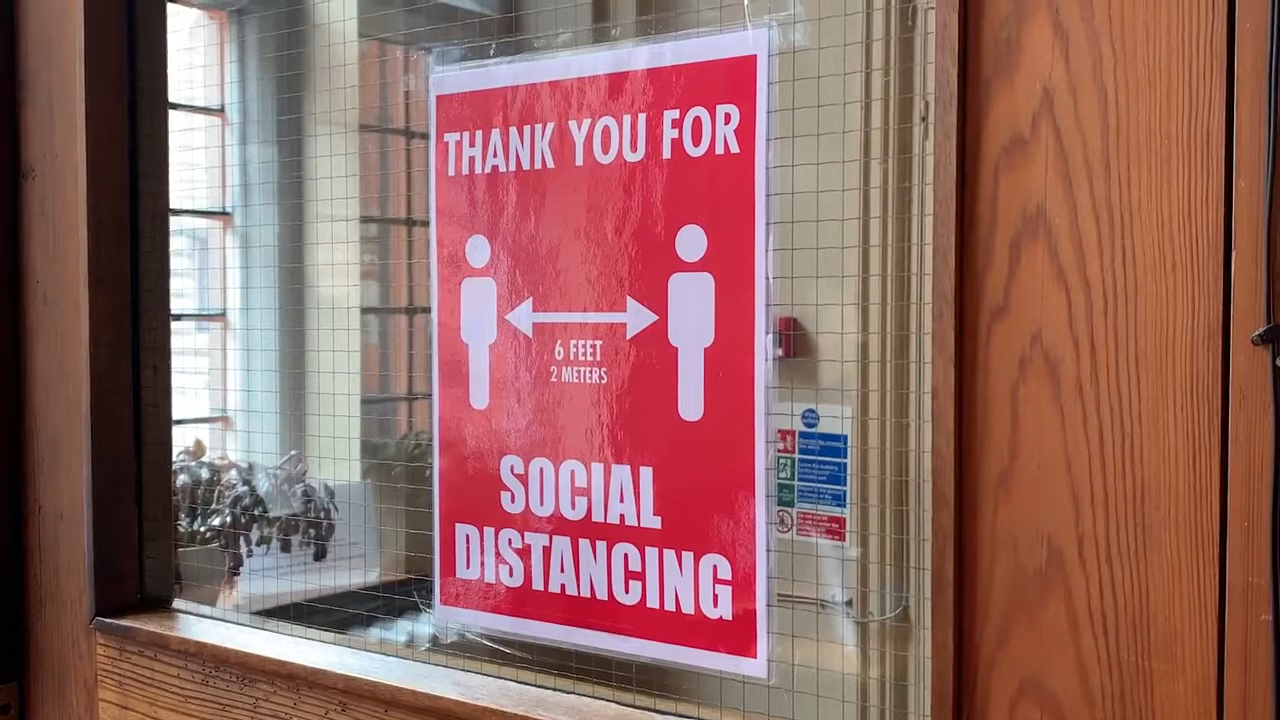 THANK YOU FOR
6 FEET
2 METERS
SOCIAL
DISTANCING